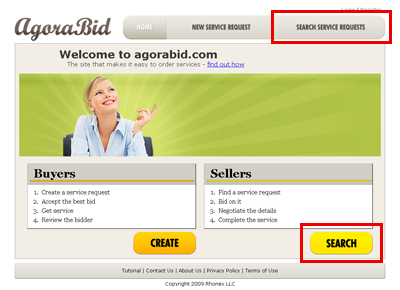 Login | Register
AgoraBid
HOME
NEW SERVICE REQUEST
SEARCH SERVICE REQUESTS
Welcome to agorabid.com
The site that makes it easy to order services - find out how
Buyers
1. Create a service request
2. Accept the best bid
3. Get service
4. Review the bidder
CREATE
Sellers
1. Find a service request
2. Bid on it
3. Negotiate the details
4. Complete the service
SEARCH
Tutorial | Contact Us | About Us | Privacy Policy | Terms of Use
Copyright 2009 Rhonex LLC